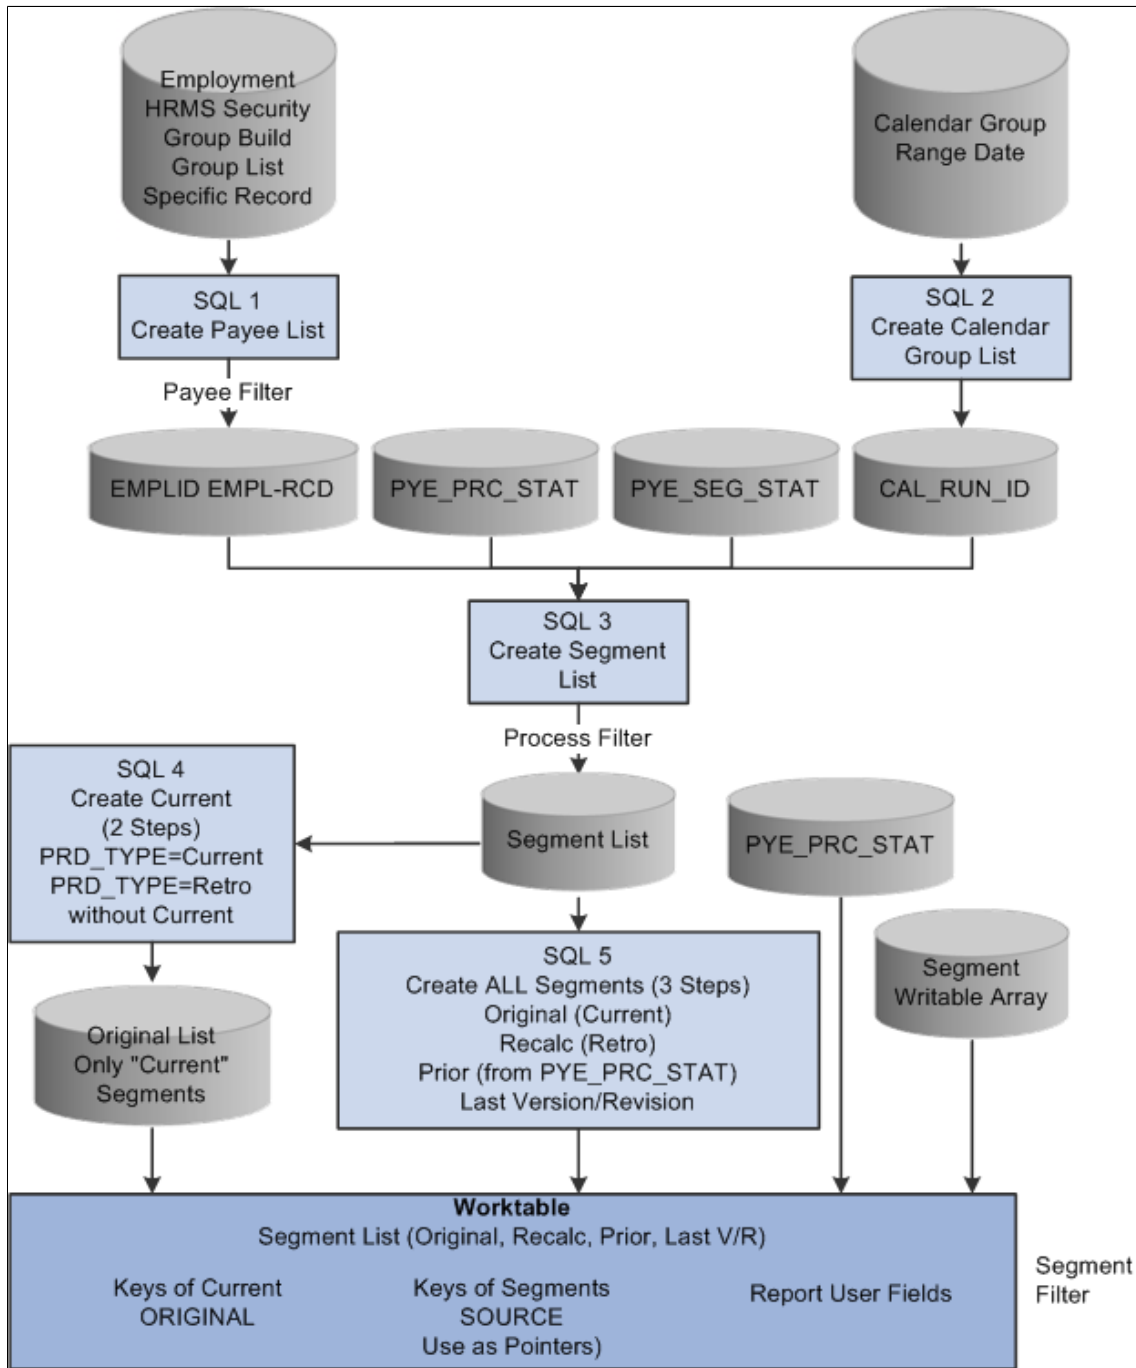 Employment
HRMS Security
Group Build
Group List
Specific Record
Calendar Group
Range Date
SQL 1
Create Payee List
SQL 2
Create Calendar
Group List
Payee Filter
EMPLID EMPL-RCD
PYE_PRC_STAT
PYE_SEG_STAT
CAL_RUN_ID
SQL 3
Create Segment
List
Process Filter
SQL 4
Create Current
(2 Steps)
PRD_TYPE=Current
PRD_TYPE=Retro
without Current
Segment List
PYE_PRC_STAT
Segment
Writable Array
SQL 5
Create ALL Segments (3 Steps)
Original (Current)
Recalc (Retro)
Prior (from PYE_PRC_STAT)
Last Version/Revision
Original List
Only "Current"
Segments
Worktable
Segment List (Original, Recalc, Prior, Last V/R)
Keys of Current
ORIGINAL
Keys of Segments
SOURCE
Use as Pointers)
Report User Fields
Segment
Filter